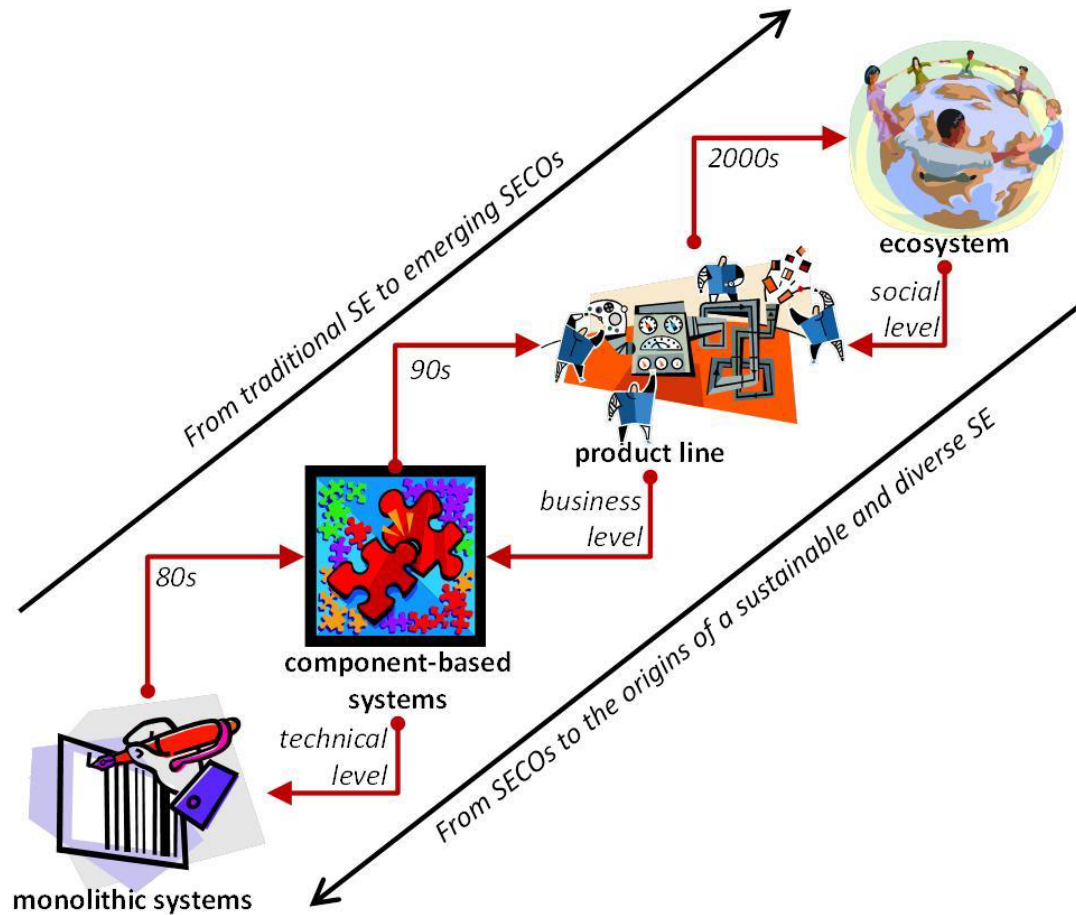 From traditional SE to emerging SECOs
2000s
ecosystem
social
level
90s
product line
business
level
80s
component-based
systems
technical
level
monolithic systems
From SECOs to the origins of a sustainable and diverse SE